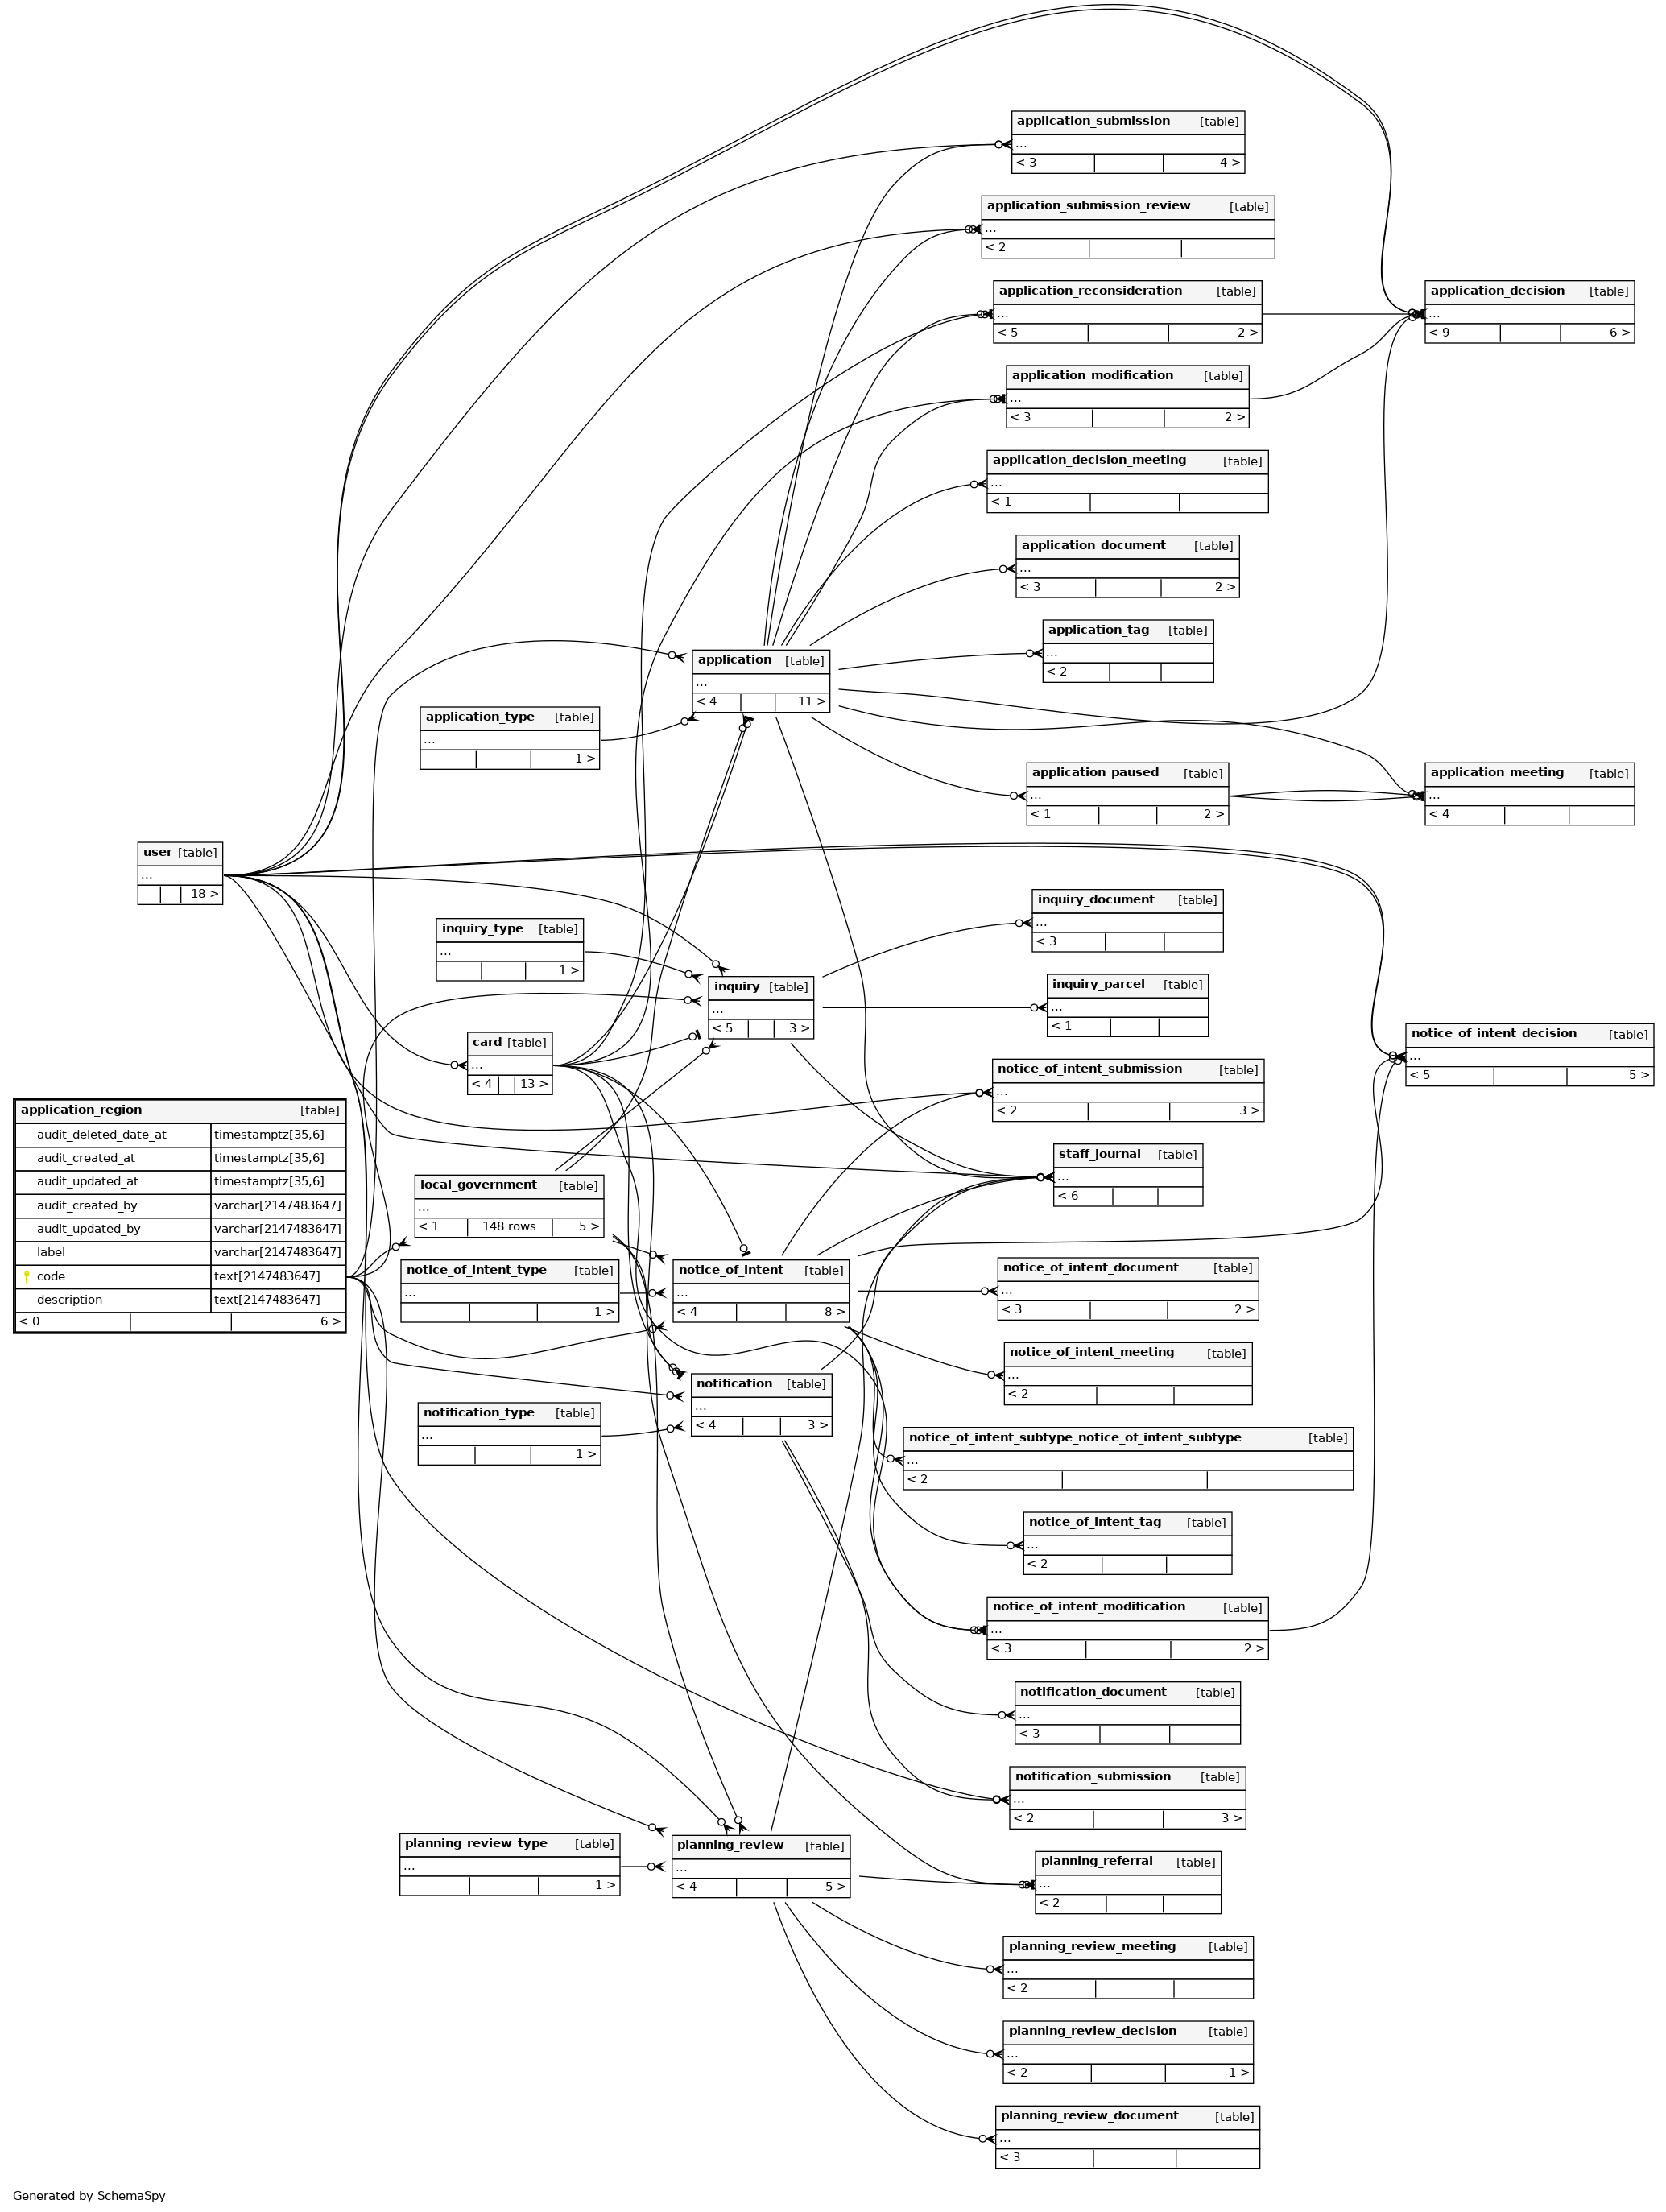 application_submission [table]
...
< 3 4 >
application_submission_review [table]
...
< 2
application_reconsideration [table]
...
< 5 2 >
application_decision [table]
...
< 9 6 >
application_modification [table]
...
< 3 2 >
application_decision_meeting [table]
...
< 1
application_document [table]
...
< 3 2 >
application_tag [table]
...
< 2
application [table]
...
< 4 11 >
application_type [table]
...
1 >
application_paused [table]
...
< 1 2 >
application_meeting [table]
...
< 4
user [table]
...
18 >
inquiry_document [table]
...
< 3
inquiry_type [table]
...
1 >
inquiry [table]
...
< 5 3 >
inquiry_parcel [table]
...
< 1
card [table]
...
< 4 13 >
notice_of_intent_decision [table]
...
< 5 5 >
notice_of_intent_submission [table]
...
< 2 3 >
application_region [table]
audit_deleted_date_at timestamptz[35,6]
audit_created_at timestamptz[35,6]
audit_updated_at timestamptz[35,6]
audit_created_by varchar[2147483647]
audit_updated_by varchar[2147483647]
label varchar[2147483647]
code text[2147483647]
description text[2147483647]
< 0 6 >
staff_journal [table]
...
< 6
local_government [table]
...
< 1 148 rows 5 >
notice_of_intent_type [table]
...
1 >
notice_of_intent [table]
...
< 4 8 >
notice_of_intent_document [table]
...
< 3 2 >
notice_of_intent_meeting [table]
...
< 2
notification [table]
...
< 4 3 >
notification_type [table]
...
1 >
notice_of_intent_subtype_notice_of_intent_subtype [table]
...
< 2
notice_of_intent_tag [table]
...
< 2
notice_of_intent_modification [table]
...
< 3 2 >
notification_document [table]
...
< 3
notification_submission [table]
...
< 2 3 >
planning_review_type [table]
...
1 >
planning_review [table]
...
< 4 5 >
planning_referral [table]
...
< 2
planning_review_meeting [table]
...
< 2
planning_review_decision [table]
...
< 2 1 >
planning_review_document [table]
...
< 3
Generated by SchemaSpy